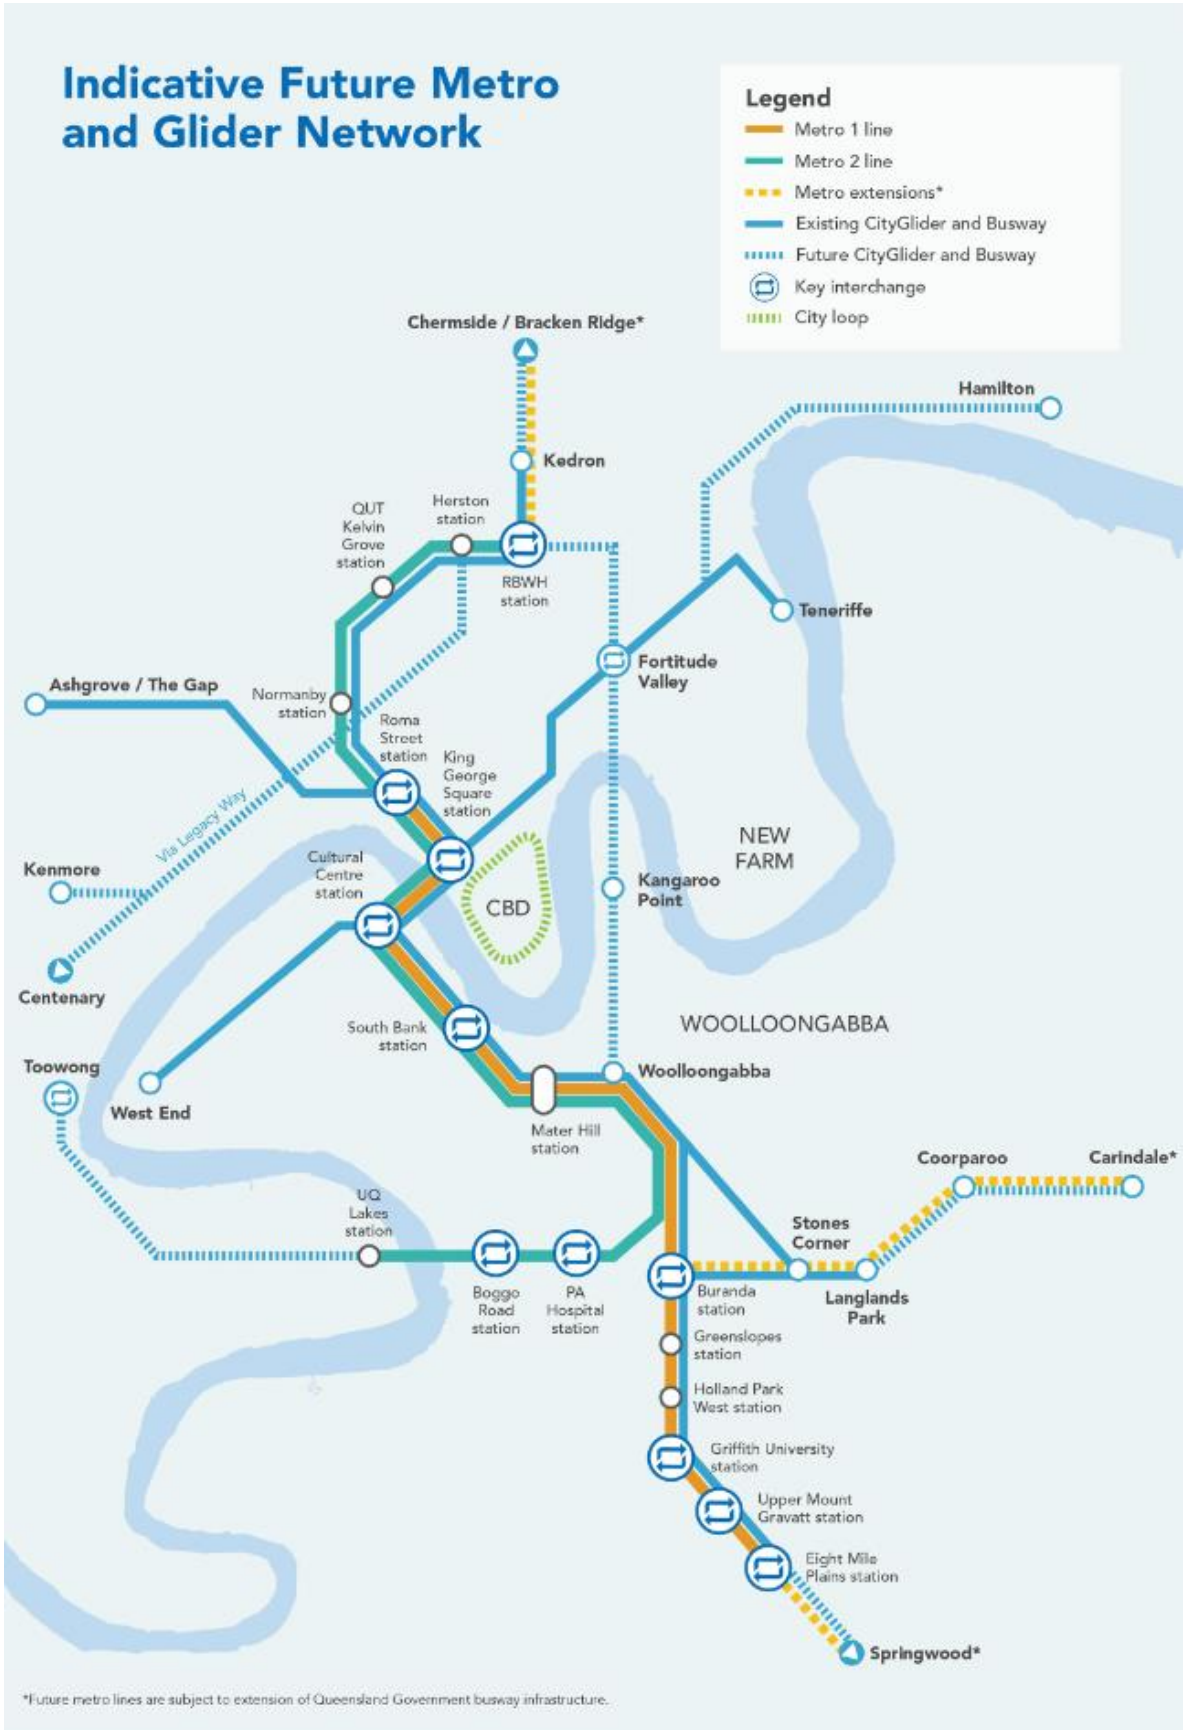 Indicative Future Metro
and Glider Network
Legend
Metro 1 line
Metro 2 line
Metro extensions*
Existing CityGlider and Busway
Future CityGlider and Busway
Key interchange
City loop
Chermside / Bracken Ridge*
Hamilton
Kedron
Herston
station
QUT
Kelvin
Grove
station
RBWH
station
Teneriffe
Fortitude
Valley
Ashgrove / The Gap
Normanby
station
Roma
Street
station
King
George
Square
station
Via Legacy Way
NEW
FARM
Cultural
Centre
station
Kenmore
Kangaroo
Point
CBD
Centenary
South Bank
station
WOOLLOONGABBA
Toowong
Woolloongabba
West End
Mater Hill
station
Coorparoo
Carindale*
UQ
Lakes
station
Stones
Corner
Boggo
Road
station
PA
Hospital
station
Buranda
station
Langlands
Park
Greenslopes
station
Holland Park
West station
Griffith University
station
Upper Mount
Gravatt station
Eight Mile
Plains station
Springwood*
*Future metro lines are subject to extension of Queensland Government busway infrastructure.